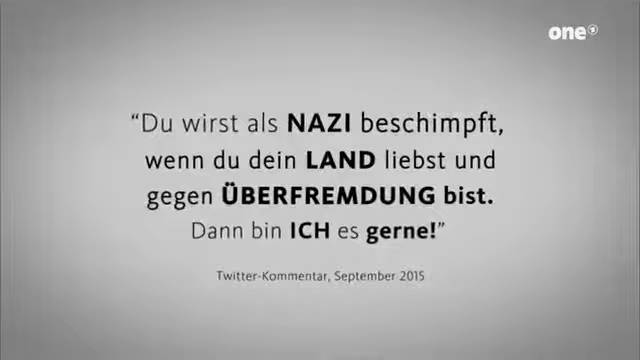 one
“Du wirst als NAZI beschimpft,
wenn du dein LAND liebst und
gegen ÜBERFREMDUNG bist.
Dann bin ICH es gerne!”
Twitter-Kommentar, September 2015